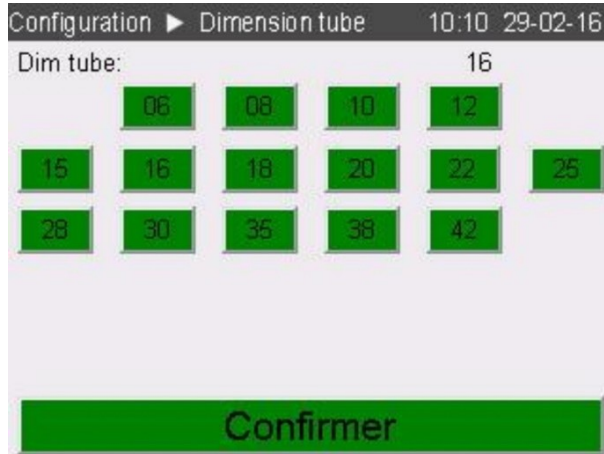 Configuration ▶ Dimension tube 10:10 29-02-16
Dim tube: 16
06 08 10 12
15 16 18 20 22 25
28 30 35 38 42
Confirmer